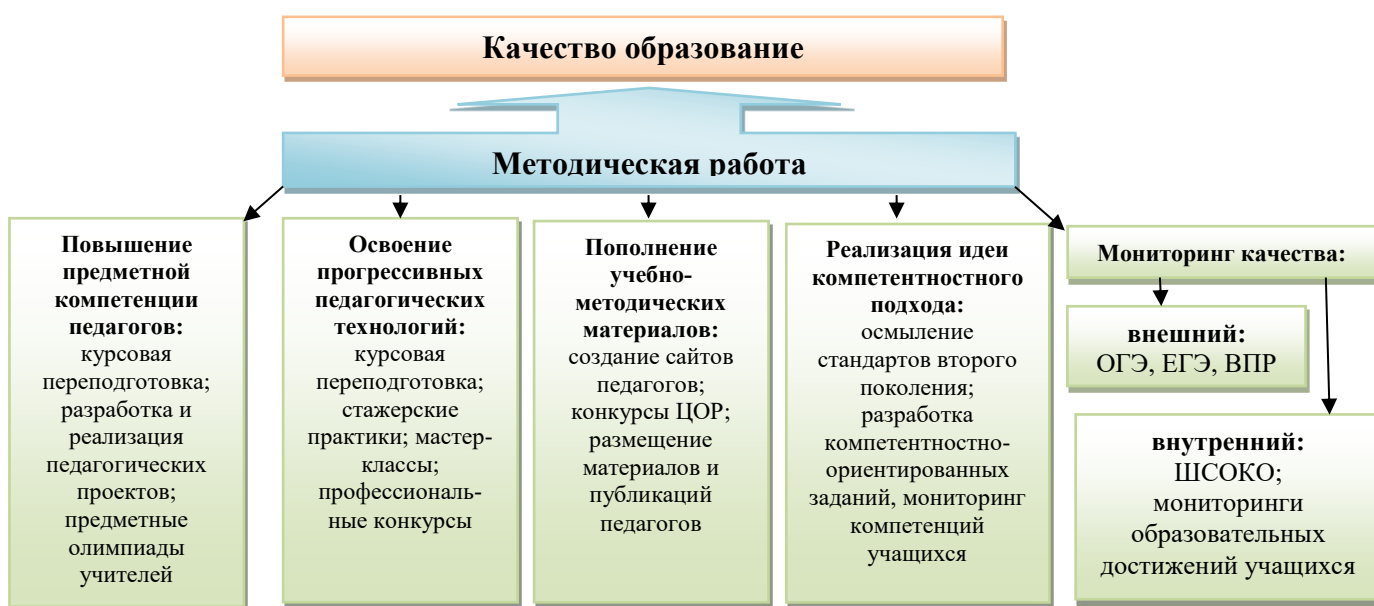 Качество образование
Методическая работа
Повышение
предметной
компетенции
педагогов:
курсовая
переподготовка;
разработка и
реализация
педагогических
проектов;
предметные
олимпиады
учителей
Освоение
прогрессивных
педагогических
технологий:
курсовая
переподготовка;
стажерские
практики; мастер-
классы;
профессиональ-
ные конкурсы
Пополнение
учебно-
методических
материалов:
создание сайтов
педагогов;
конкурсы ЦОР;
размещение
материалов и
публикаций
педагогов
Реализация идеи
компетентностного
подхода:
осмыление
стандартов второго
поколения;
разработка
компетентностно-
ориентированных
заданий, мониторинг
компетенций
учащихся
Мониторинг качества:
внешний:
ОГЭ, ЕГЭ, ВПР
внутренний:
ШСОКО;
мониторинги
образовательных
достижений учащихся